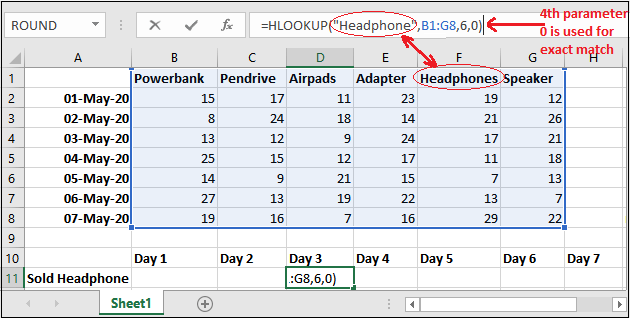 ROUND =HLOOKUP("Headphone",B1:G8,6,0) 4th parameter
0 is used for
exact match
A B C D E F G H
1 Powerbank Pendrive Airpads Adapter Headphones Speaker
2 01-May-20 15 17 11 23 19 12
3 02-May-20 8 24 18 14 21 26
4 03-May-20 13 12 9 24 17 21
5 04-May-20 25 15 12 17 11 18
6 05-May-20 14 9 21 15 7 13
7 06-May-20 27 13 19 22 13 7
8 07-May-20 19 16 7 16 29 22
9
10 Day 1 Day 2 Day 3 Day 4 Day 5 Day 6 Day 7
11 Sold Headphone .:G8,6,0)
Sheet1